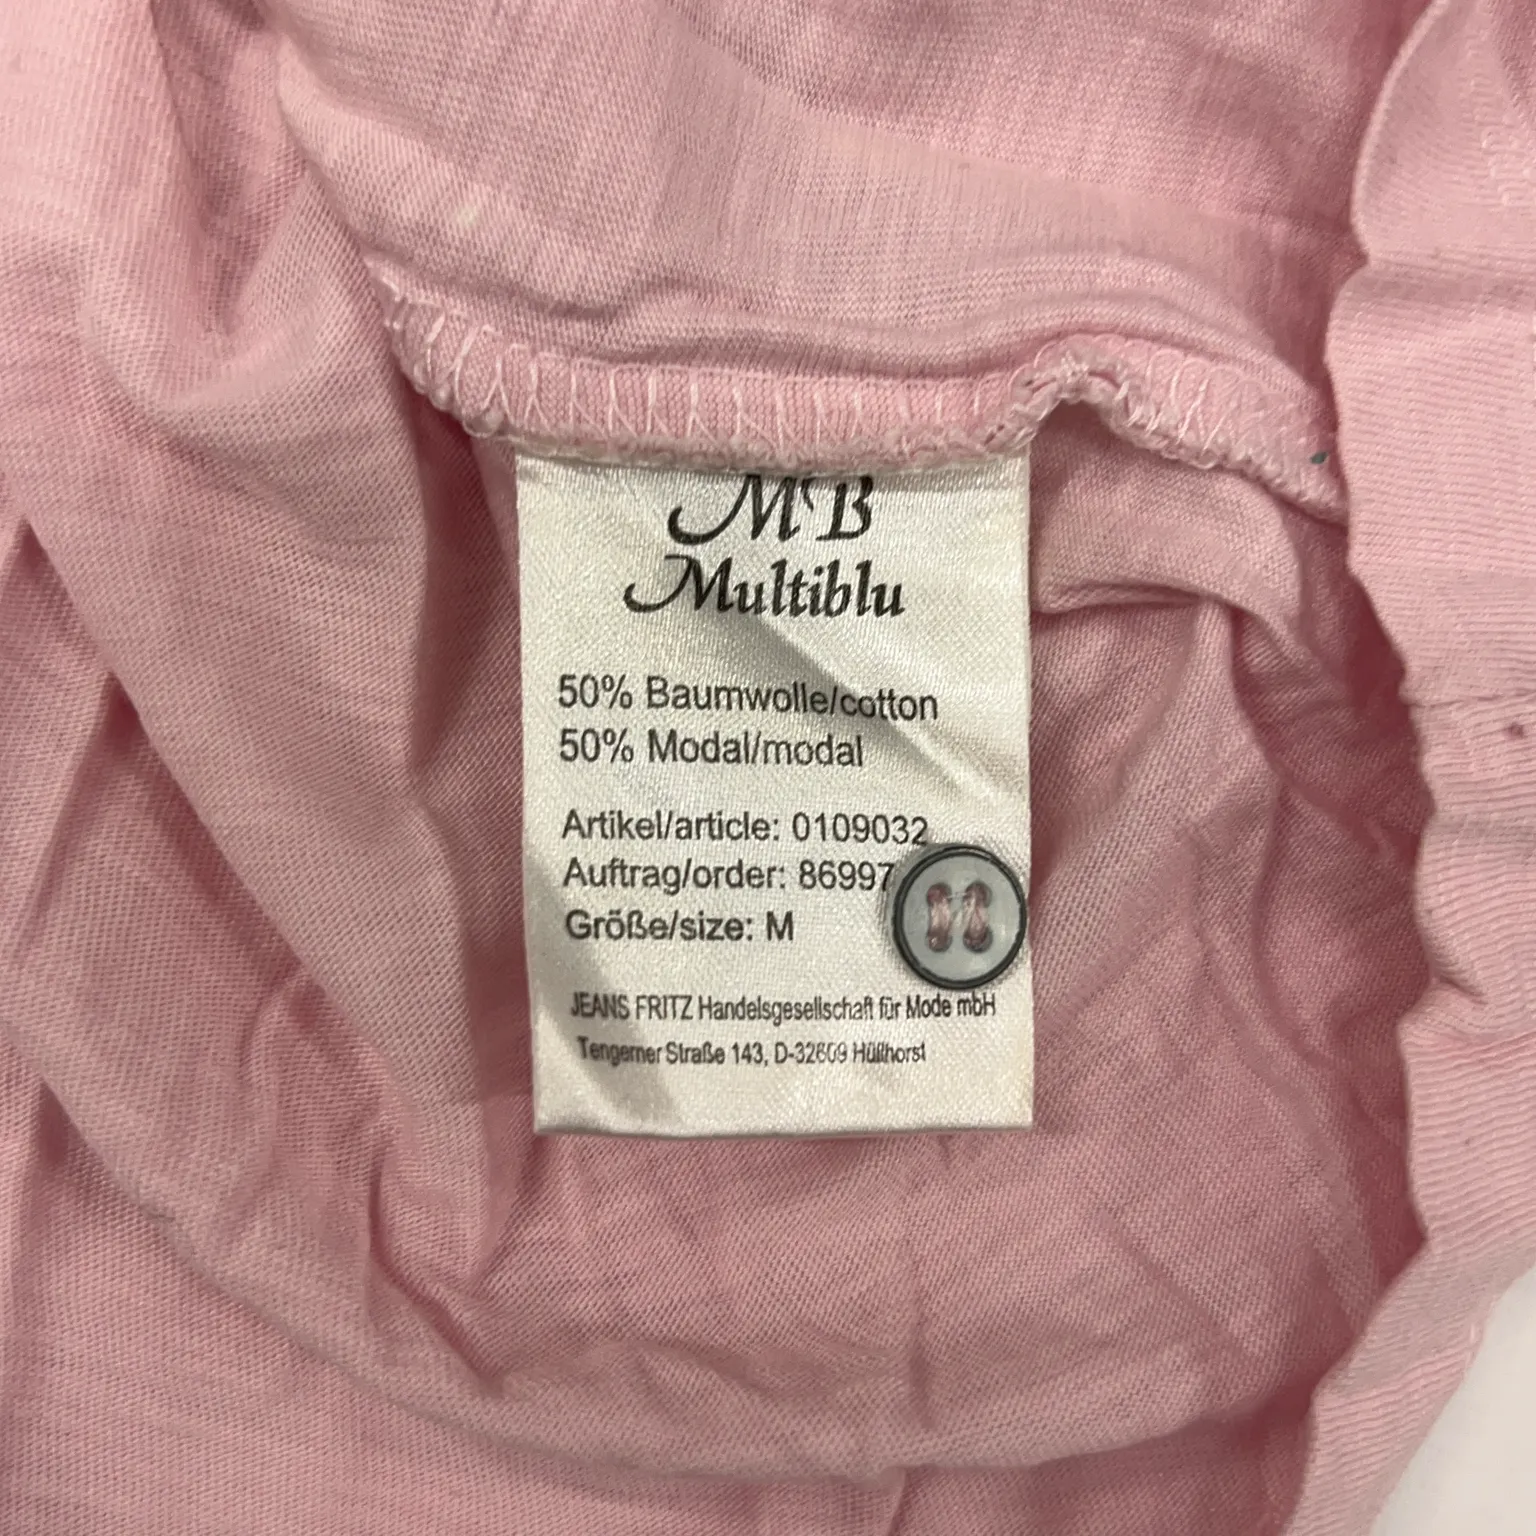 MB
Multiblu
50% Baumwolle/cotton
50% Modal/modal
Artikel/article: 0109032
Auftrag/order: 86997
Größe/size: M
JEANS FRITZ Handelsgesellschaft für Mode mbH
Tengerner Straße 143, D-32609 Hüllhorst